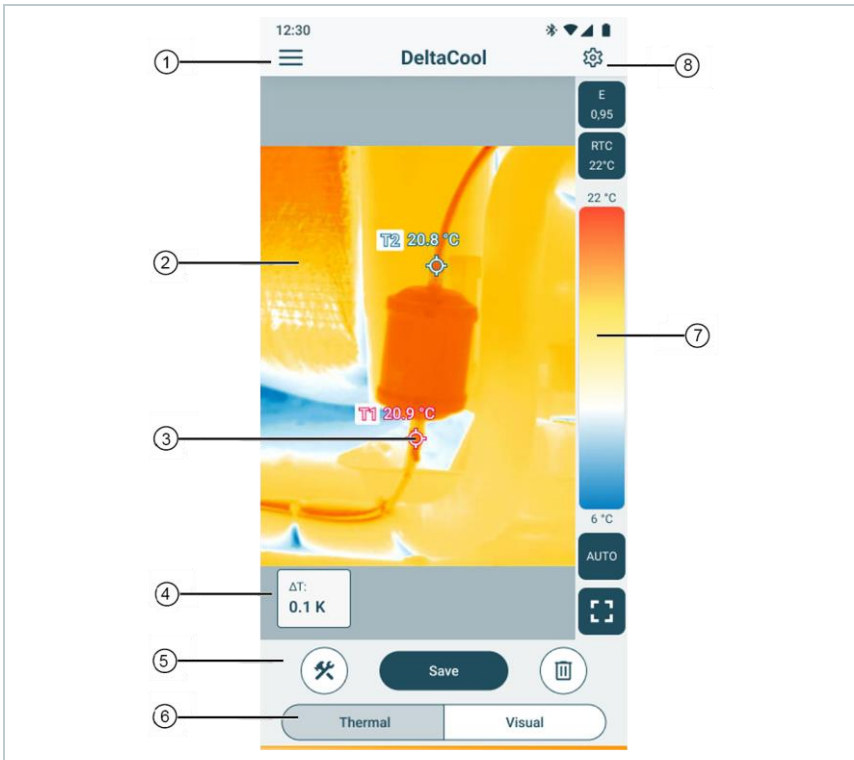 12:30
① DeltaCool ⑧
E
0,95
RTC
22°C
22 °C
T2 20.8 °C
②
⑦
T1 20.9 °C
③
6 °C
AUTO
④ ΔT:
0.1 K
⑤ Save
⑥ Thermal Visual